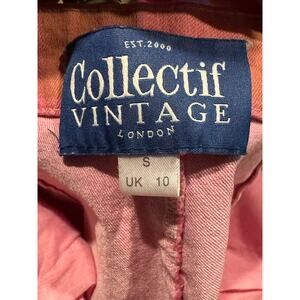 EST. 2000
Collectif
VINTAGE
LONDON
S
UK 10